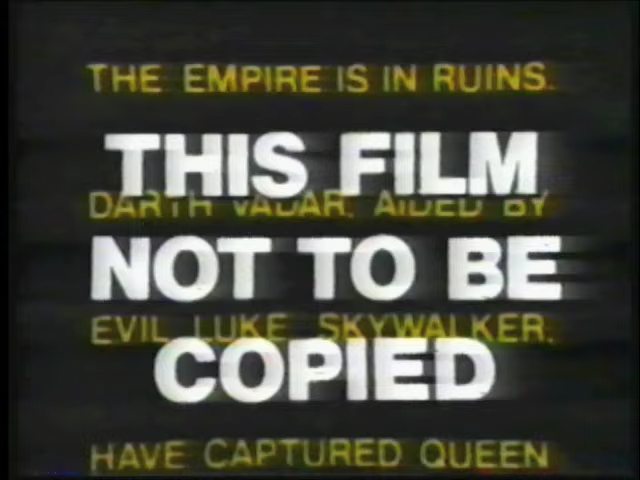 THE EMPIRE IS IN RUINS.
THIS FILM
DARTH VADAR. AIDED BY
NOT TO BE
EVIL LUKE SKYWALKER.
COPIED
HAVE CAPTURED QUEEN